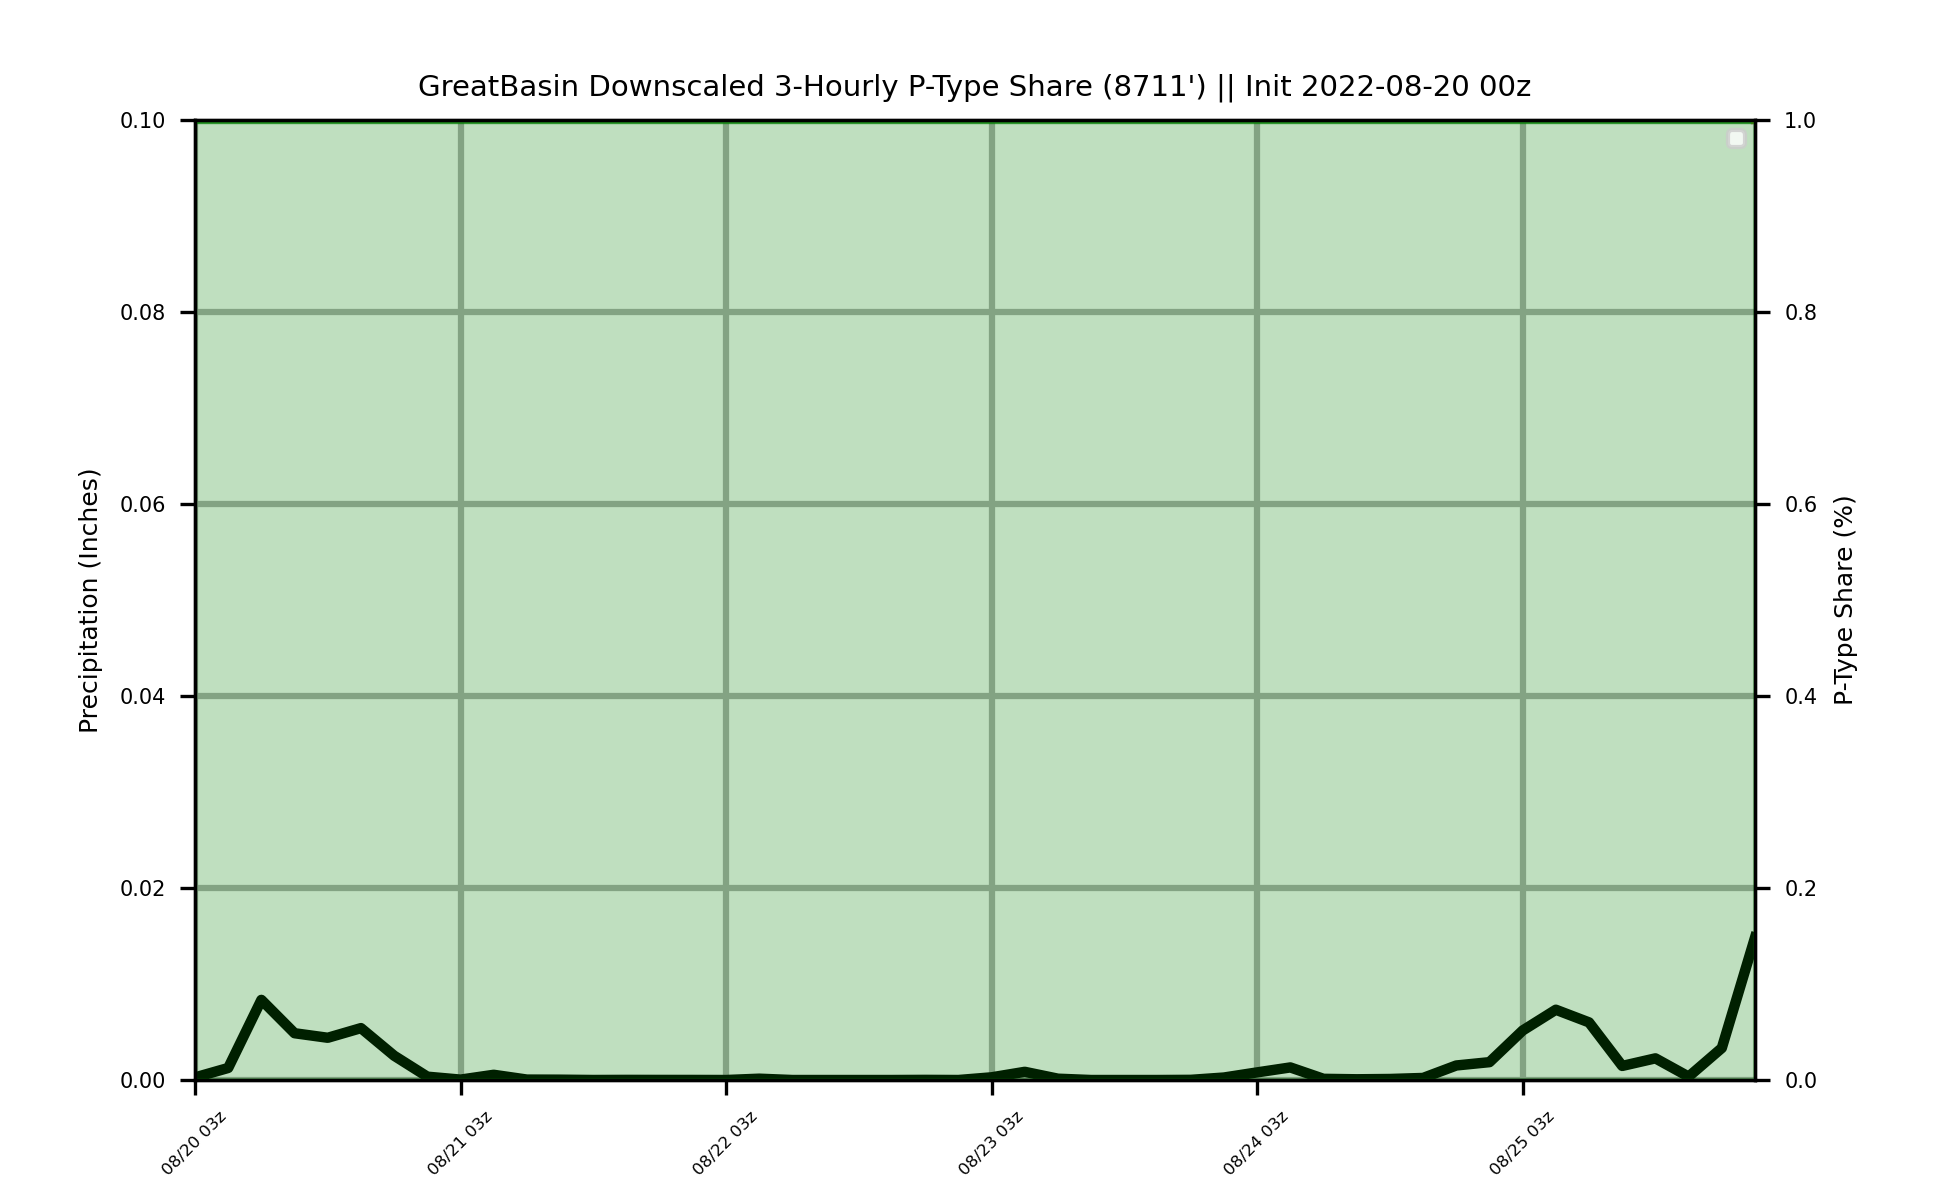 GreatBasin Downscaled 3-Hourly P-Type Share (8711') || Init 2022-08-20 00z
Precipitation (Inches)
0.10
0.08
0.06
0.04
0.02
0.00
1.0
0.8
0.6
0.4
0.2
0.0
P-Type Share (%)
08/20 03z
08/21 03z
08/22 03z
08/23 03z
08/24 03z
08/25 03z